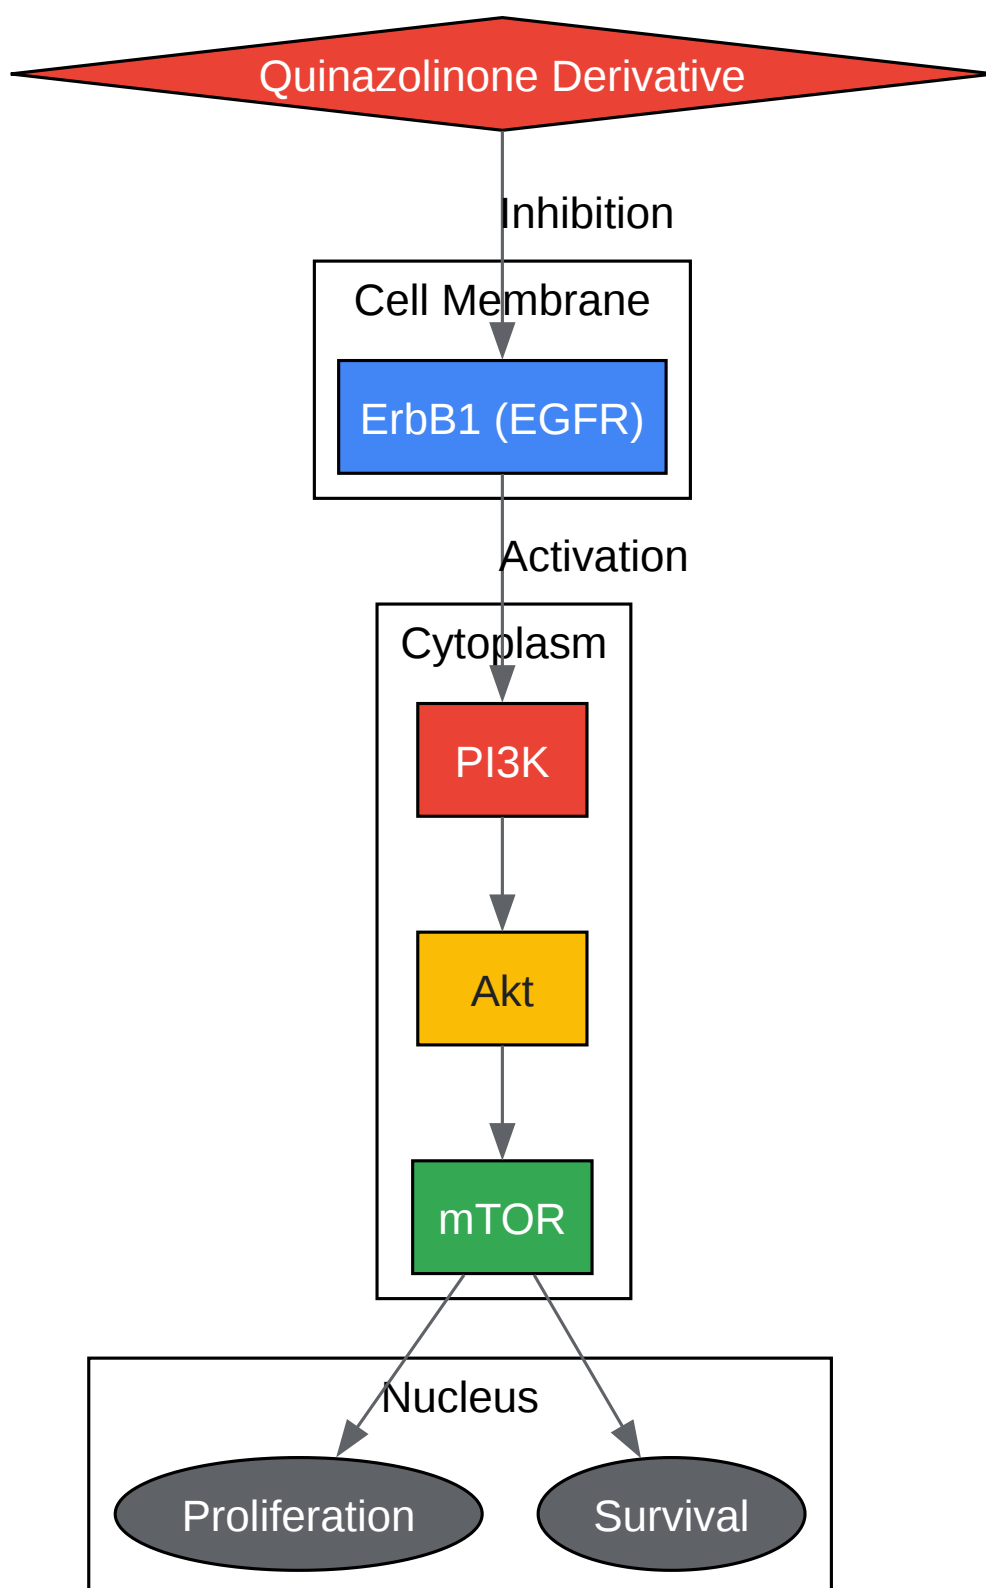 Quinazolinone Derivative
Inhibition
Cell Membrane
ErbB1 (EGFR)
Activation
Cytoplasm
PI3K
Akt
mTOR
Nucleus
Proliferation
Survival